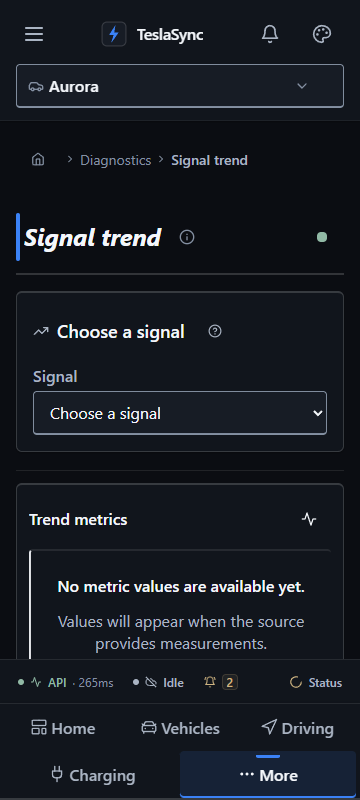 TeslaSync
Aurora
Diagnostics
Signal trend
Signal trend
Choose a signal
Signal
Choose a signal
Trend metrics
No metric values are available yet.
Values will appear when the source
provides measurements.
API · 265ms
Idle
2
Status
Home
Vehicles
Driving
Charging
More